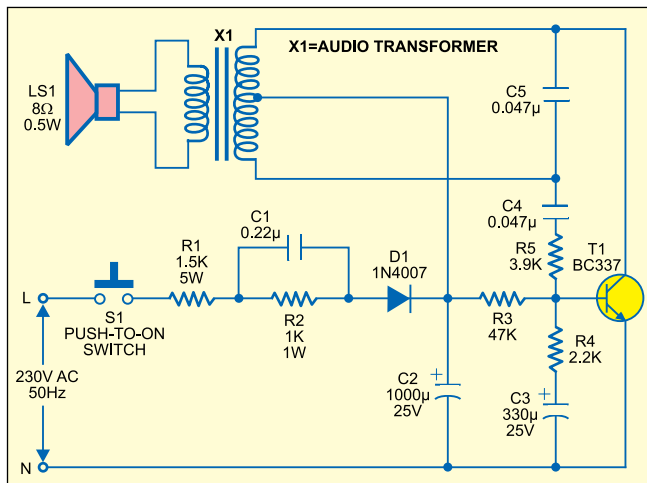 X1
X1=AUDIO TRANSFORMER
LS1
8Ω
0.5W
C5
0.047µ
C4
0.047µ
C1
0.22µ
R1
1.5K
5W
D1
1N4007
R5
3.9K
T1
BC337
L
S1
PUSH-TO-ON
SWITCH
R2
1K
1W
R3
47K
R4
2.2K
230V AC
50Hz
C2
1000µ
25V
+
C3
330µ
25V
+
N